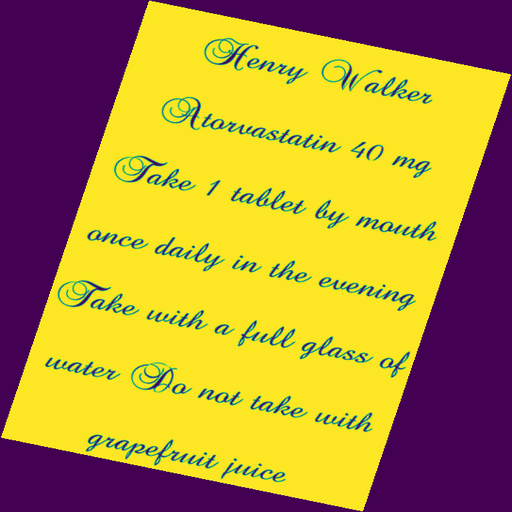 Henry Walker
Atorvastatin 40 mg
Take 1 tablet by mouth
once daily in the evening
Take with a full glass of
water Do not take with
grapefruit juice